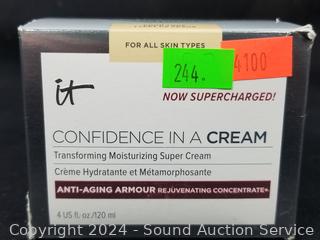 FOR ALL SKIN TYPES
244.
4100
it
NOW SUPERCHARGED!
CONFIDENCE IN A CREAM
Transforming Moisturizing Super Cream
Crème Hydratante et Métamorphosante
ANTI-AGING ARMOUR REJUVENATING CONCENTRATE
4 US fl. oz./120 ml
Copyright 2024 - Sound Auction Service